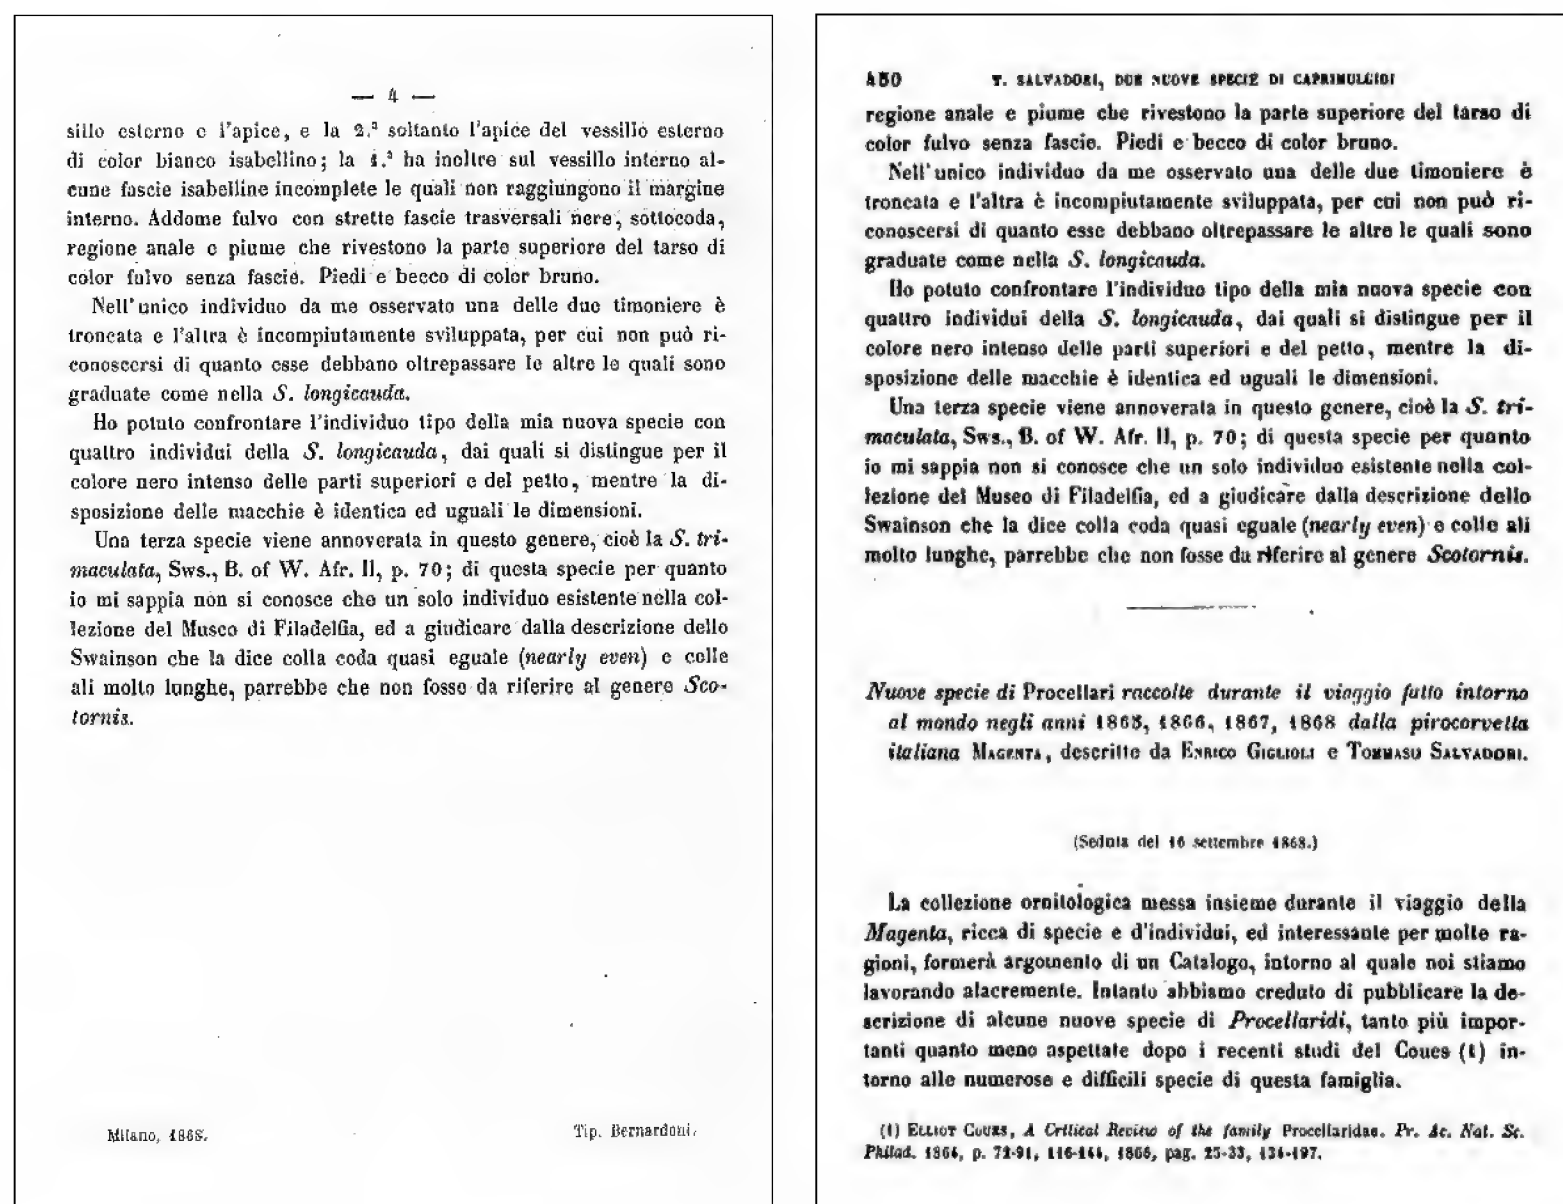 — 4 —
sillo esterno e l'apice, e la 2.ª soltanto l'apice del vessillo esterno
di color bianco isabellino; la 1.ª ha inoltre sul vessillo interno al-
cune fascie isabelline incomplete le quali non raggiungono il margine
interno. Addome fulvo con strette fascie trasversali nere, sottocoda,
regione anale e piume che rivestono la parte superiore del tarso di
color fulvo senza fascie. Piedi e becco di color bruno.
Nell'unico individuo da me osservato una delle due timoniere è
troncata e l'altra è incompiutamente sviluppata, per cui non può ri-
conoscersi di quanto esse debbano oltrepassare le altre le quali sono
graduate come nella S. longicauda.
Ho potuto confrontare l'individuo tipo della mia nuova specie con
quattro individui della S. longicauda, dai quali si distingue per il
colore nero intenso delle parti superiori e del petto, mentre la di-
sposizione delle macchie è identica ed uguali le dimensioni.
Una terza specie viene annoverata in questo genere, cioè la S. tri-
maculata, Sws., B. of W. Afr. II, p. 70; di questa specie per quanto
io mi sappia non si conosce che un solo individuo esistente nella col-
lezione del Museo di Filadelfia, ed a giudicare dalla descrizione dello
Swainson che la dice colla coda quasi eguale (nearly even) e colle
ali molto lunghe, parrebbe che non fosse da riferire al genere Sco-
tornis.
Milano, 1868.
Tip. Bernardoni.
450 T. SALVADORI, DUE NUOVE SPECIE DI CAPRIMULGIDI
regione anale e piume che rivestono la parte superiore del tarso di
color fulvo senza fascie. Piedi e becco di color bruno.
Nell'unico individuo da me osservato una delle due timoniere è
troncata e l'altra è incompiutamente sviluppata, per cui non può ri-
conoscersi di quanto esse debbano oltrepassare le altre le quali sono
graduate come nella S. longicauda.
Ho potuto confrontare l'individuo tipo della mia nuova specie con
quattro individui della S. longicauda, dai quali si distingue per il
colore nero intenso delle parti superiori e del petto, mentre la di-
sposizione delle macchie è identica ed uguali le dimensioni.
Una terza specie viene annoverata in questo genere, cioè la S. tri-
maculata, Sws., B. of W. Afr. II, p. 70; di questa specie per quanto
io mi sappia non si conosce che un solo individuo esistente nella col-
lezione del Museo di Filadelfia, ed a giudicare dalla descrizione dello
Swainson che la dice colla coda quasi eguale (nearly even) e colle ali
molto lunghe, parrebbe che non fosse da riferire al genere Scotornis.
Nuove specie di Procellari raccolte durante il viaggio fatto intorno
al mondo negli anni 1865, 1866, 1867, 1868 dalla pirocorvetta
italiana MAGENTA, descritte da ENRICO GIGLIOLI e TOMMASO SALVADORI.
(Seduta del 16 settembre 1868.)
La collezione ornitologica messa insieme durante il viaggio della
Magenta, ricca di specie e d'individui, ed interessante per molte ra-
gioni, formerà argomento di un Catalogo, intorno al quale noi stiamo
lavorando alacremente. Intanto abbiamo creduto di pubblicare la de-
scrizione di alcune nuove specie di Procellaridi, tanto più impor-
tanti quanto meno aspettate dopo i recenti studi del Coues (1) in-
torno alle numerose e difficili specie di questa famiglia.
(1) ELLIOT COUES, A Critical Review of the family Procellaridae. Pr. Ac. Nat. Sc.
Philad. 1864, p. 72-91, 116-144, 1866, pag. 25-33, 134-197.